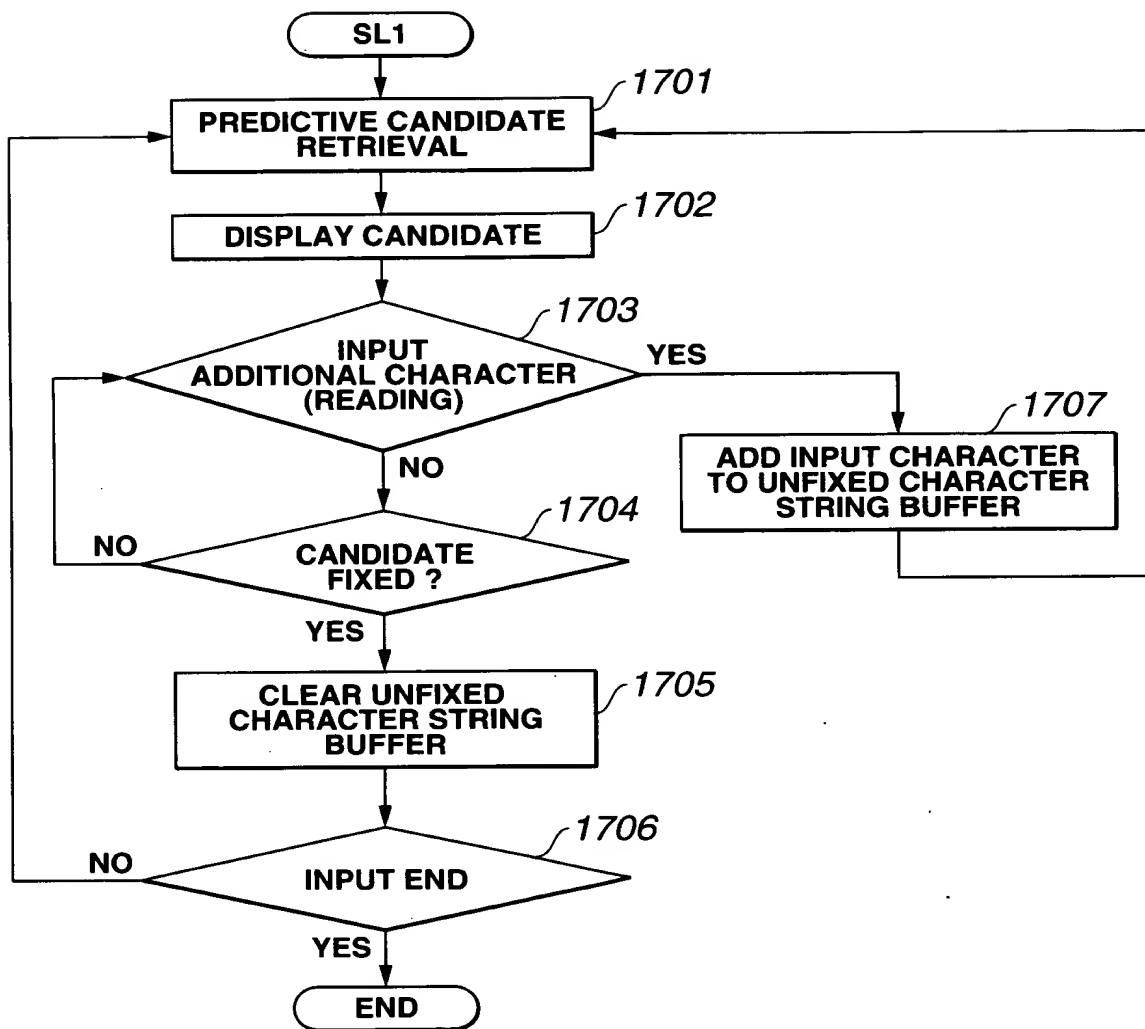 SL1
1701
PREDICTIVE CANDIDATE
RETRIEVAL
1702
DISPLAY CANDIDATE
1703
INPUT
ADDITIONAL CHARACTER
(READING)
YES
NO
1707
ADD INPUT CHARACTER
TO UNFIXED CHARACTER
STRING BUFFER
1704
NO
CANDIDATE
FIXED ?
YES
1705
CLEAR UNFIXED
CHARACTER STRING
BUFFER
1706
NO
INPUT END
YES
END